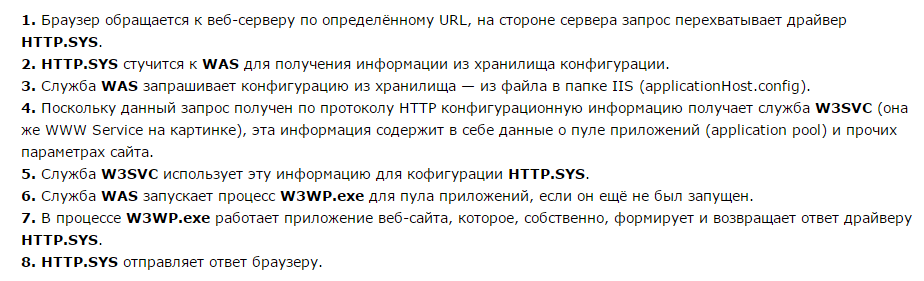 1. Браузер обращается к веб-серверу по определённому URL, на стороне сервера запрос перехватывает драйвер
HTTP.SYS.
2. HTTP.SYS стучится к WAS для получения информации из хранилища конфигурации.
3. Служба WAS запрашивает конфигурацию из хранилища — из файла в папке IIS (applicationHost.config).
4. Поскольку данный запрос получен по протоколу HTTP конфигурационную информацию получает служба W3SVC (она
же WWW Service на картинке), эта информация содержит в себе данные о пуле приложений (application pool) и прочих
параметрах сайта.
5. Служба W3SVC использует эту информацию для кофигурации HTTP.SYS.
6. Служба WAS запускает процесс W3WP.exe для пула приложений, если он ещё не был запущен.
7. В процессе W3WP.exe работает приложение веб-сайта, которое, собственно, формирует и возвращает ответ драйверу
HTTP.SYS.
8. HTTP.SYS отправляет ответ браузеру.